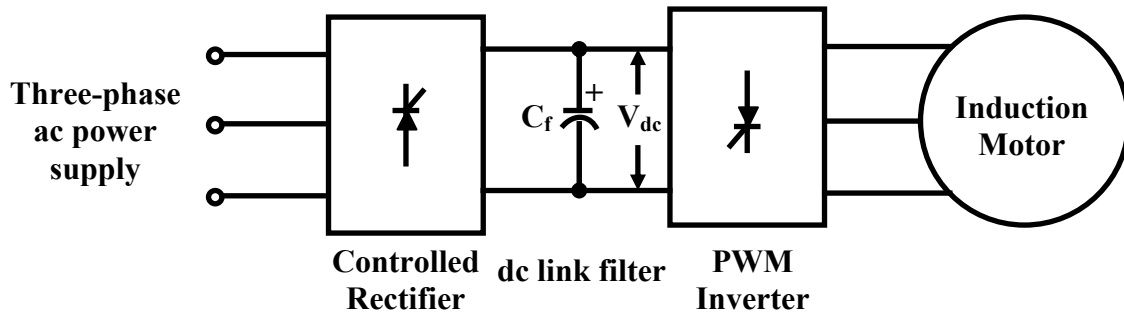 Three-phase
ac power
supply
Controlled
Rectifier
dc link filter
C_f
+
V_dc
PWM
Inverter
Induction
Motor